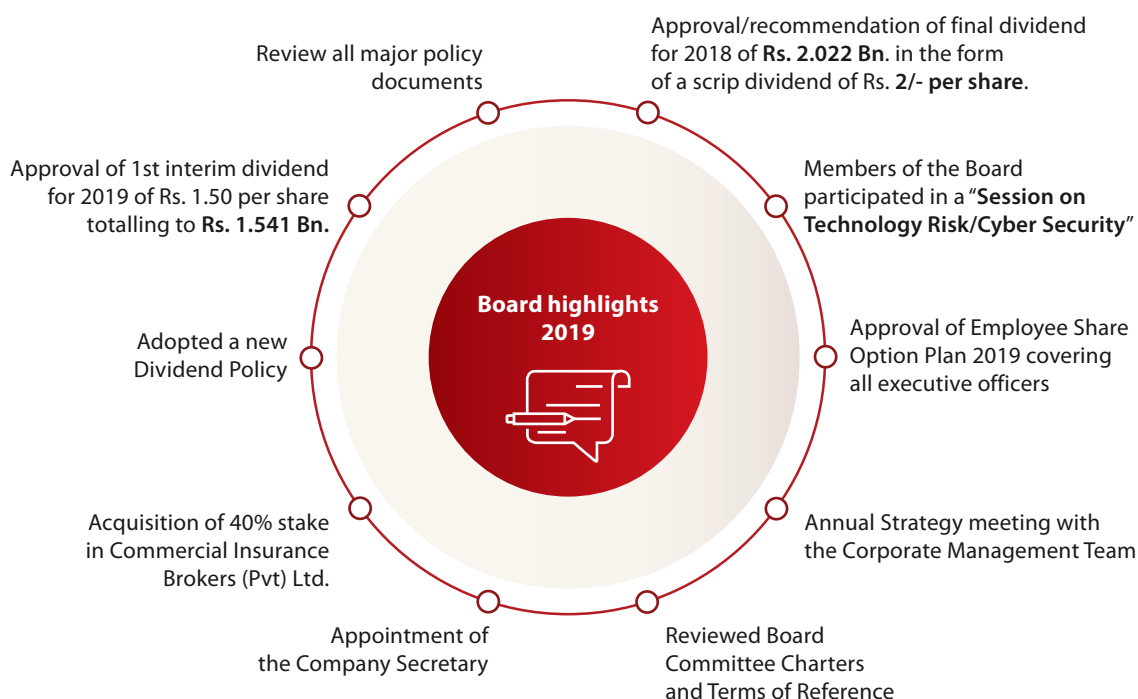 Board highlights
2019
Approval/recommendation of final dividend
for 2018 of Rs. 2.022 Bn. in the form
of a scrip dividend of Rs. 2/- per share.
Members of the Board
participated in a “Session on
Technology Risk/Cyber Security”
Approval of Employee Share
Option Plan 2019 covering
all executive officers
Annual Strategy meeting with
the Corporate Management Team
Reviewed Board
Committee Charters
and Terms of Reference
Appointment of
the Company Secretary
Acquisition of 40% stake
in Commercial Insurance
Brokers (Pvt) Ltd.
Adopted a new
Dividend Policy
Approval of 1st interim dividend
for 2019 of Rs. 1.50 per share
totalling to Rs. 1.541 Bn.
Review all major policy
documents